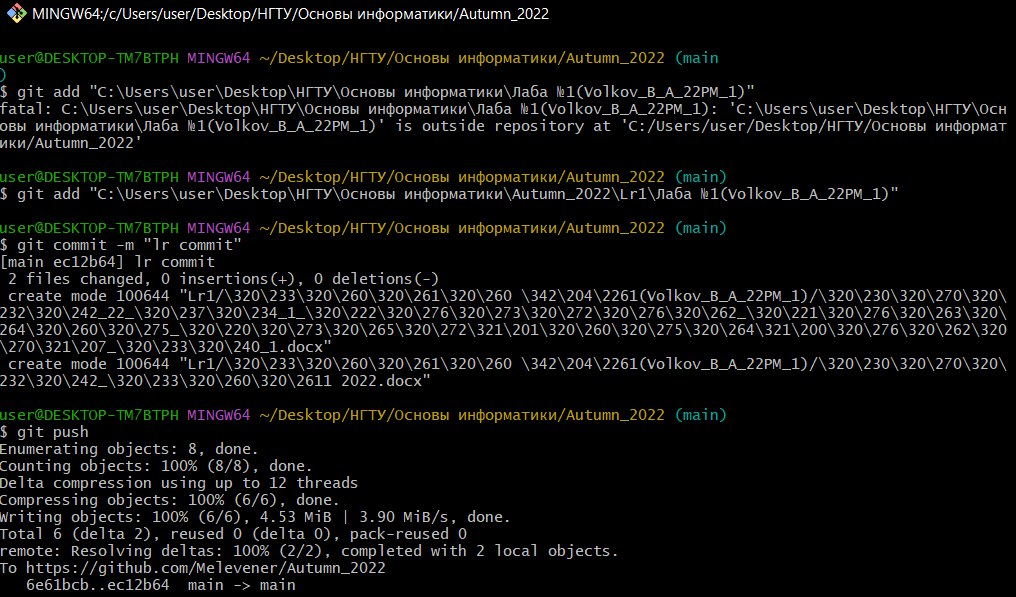 MINGW64:/c/Users/user/Desktop/НГТУ/Основы информатики/Autumn_2022
user@DESKTOP-TM7BTPH MINGW64 ~/Desktop/НГТУ/Основы информатики/Autumn_2022 (main
)
$ git add "C:\Users\user\Desktop\НГТУ\Основы информатики\Лаба №1(Volkov_B_A_22PM_1)"
fatal: C:\Users\user\Desktop\НГТУ\Основы информатики\Лаба №1(Volkov_B_A_22PM_1): 'C:\Users\user\Desktop\НГТУ\Осн
овы информатики\Лаба №1(Volkov_B_A_22PM_1)' is outside repository at 'C:/Users/user/Desktop/НГТУ/Основы информат
ики/Autumn_2022'
user@DESKTOP-TM7BTPH MINGW64 ~/Desktop/НГТУ/Основы информатики/Autumn_2022 (main)
$ git add "C:\Users\user\Desktop\НГТУ\Основы информатики\Autumn_2022\Lr1\Лаба №1(Volkov_B_A_22PM_1)"
user@DESKTOP-TM7BTPH MINGW64 ~/Desktop/НГТУ/Основы информатики/Autumn_2022 (main)
$ git commit -m "lr commit"
[main ec12b64] lr commit
2 files changed, 0 insertions(+), 0 deletions(-)
create mode 100644 "Lr1/\320\233\320\260\320\261\320\260 \342\204\2261(Volkov_B_A_22PM_1)/\320\230\320\270\320\
232\320\242_22_\320\237\320\234_1_\320\222\320\276\320\273\320\272\320\276\320\262_\320\221\320\276\320\263\320\
264\320\260\320\275_\320\220\320\273\320\265\320\272\321\201\320\260\320\275\320\264\321\200\320\276\320\262\320
\270\321\207_\320\233\320\240_1.docx"
create mode 100644 "Lr1/\320\233\320\260\320\261\320\260 \342\204\2261(Volkov_B_A_22PM_1)/\320\230\320\270\320\
232\320\242_\320\233\320\260\320\2611 2022.docx"
user@DESKTOP-TM7BTPH MINGW64 ~/Desktop/НГТУ/Основы информатики/Autumn_2022 (main)
$ git push
Enumerating objects: 8, done.
Counting objects: 100% (8/8), done.
Delta compression using up to 12 threads
Compressing objects: 100% (6/6), done.
Writing objects: 100% (6/6), 4.53 MiB | 3.90 MiB/s, done.
Total 6 (delta 2), reused 0 (delta 0), pack-reused 0
remote: Resolving deltas: 100% (2/2), completed with 2 local objects.
To https://github.com/Melevener/Autumn_2022
6e61bcb..ec12b64  main -> main